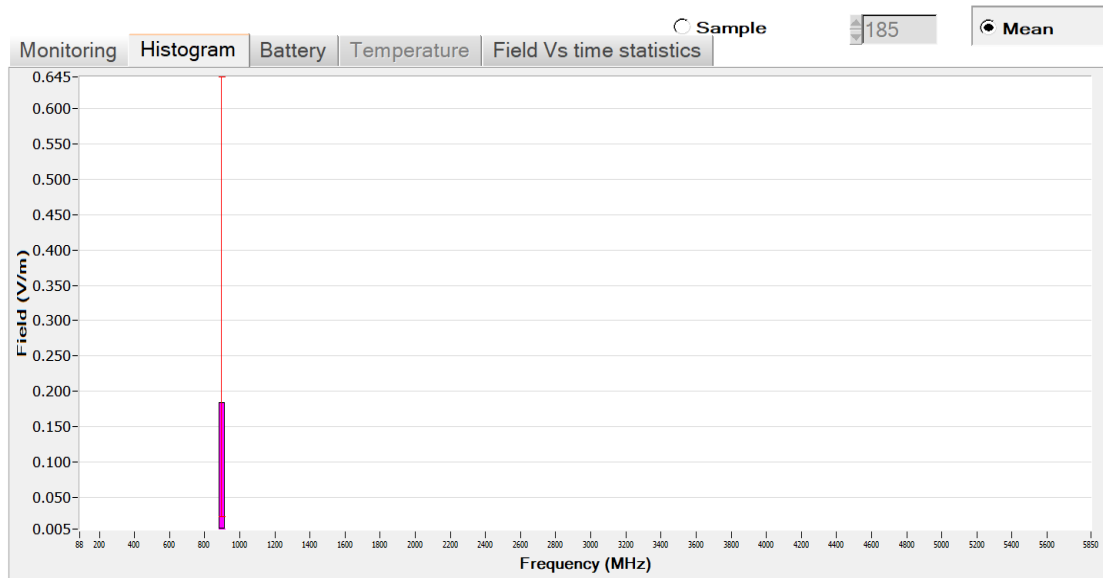 Sample 185 Mean
Monitoring Histogram Battery Temperature Field Vs time statistics
0.645
0.600
0.550
0.500
0.450
0.400
0.350
0.300
0.250
0.200
0.150
0.100
0.050
0.005
Field (V/m)
88 200 400 600 800 1000 1200 1400 1600 1800 2000 2200 2400 2600 2800 3000 3200 3400 3600 3800 4000 4200 4400 4600 4800 5000 5200 5400 5600 5850
Frequency (MHz)